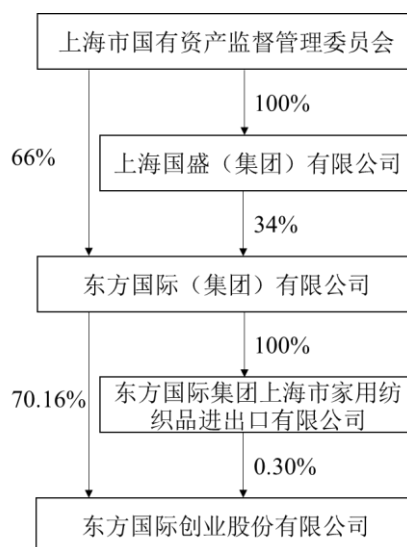 上海市国有资产监督管理委员会
100%
66%
上海国盛（集团）有限公司
34%
东方国际（集团）有限公司
100%
70.16%
东方国际集团上海市家用纺
织品进出口有限公司
0.30%
东方国际创业股份有限公司